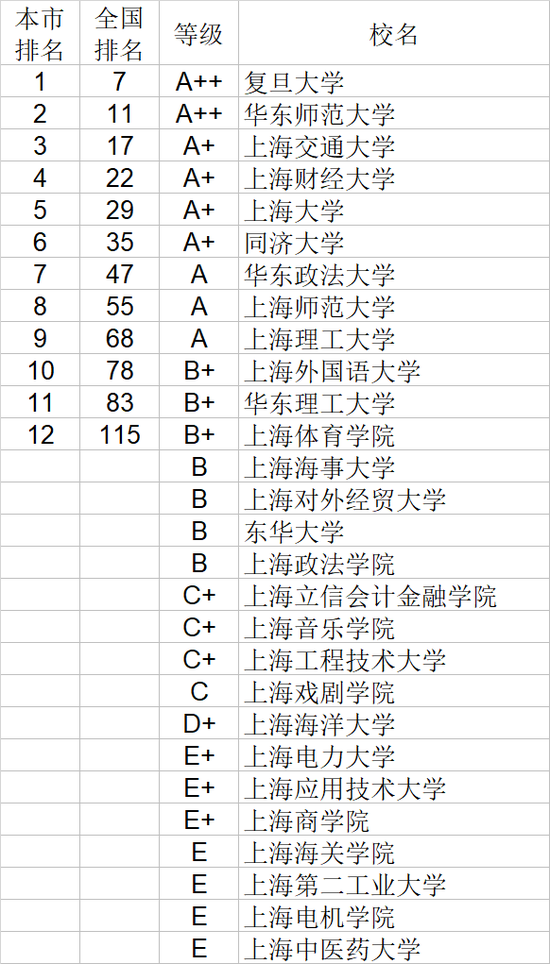 本市排名 全国排名 等级 校名
1 7 A++ 复旦大学
2 11 A++ 华东师范大学
3 17 A+ 上海交通大学
4 22 A+ 上海财经大学
5 29 A+ 上海大学
6 35 A+ 同济大学
7 47 A 华东政法大学
8 55 A 上海师范大学
9 68 A 上海理工大学
10 78 B+ 上海外国语大学
11 83 B+ 华东理工大学
12 115 B+ 上海体育学院
B 上海海事大学
B 上海对外经贸大学
B 东华大学
B 上海政法学院
C+ 上海立信会计金融学院
C+ 上海音乐学院
C+ 上海工程技术大学
C 上海戏剧学院
D+ 上海海洋大学
E+ 上海电力大学
E+ 上海应用技术大学
E+ 上海商学院
E 上海海关学院
E 上海第二工业大学
E 上海电机学院
E 上海中医药大学